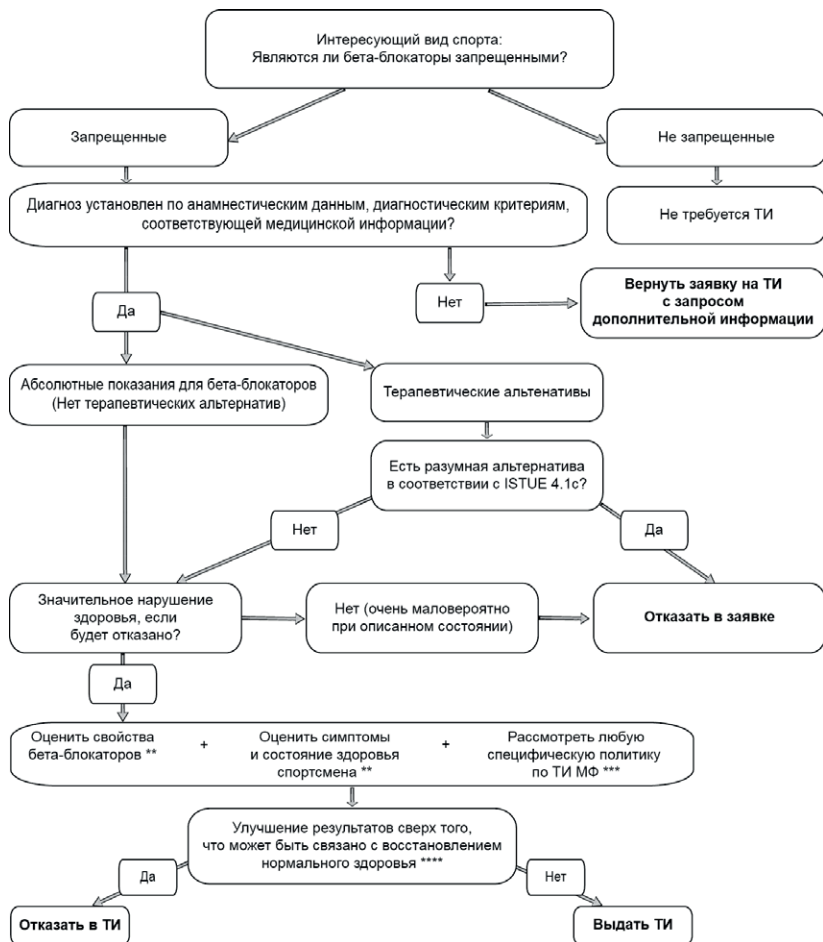 Интересующий вид спорта:
Являются ли бета-блокаторы запрещенными?
Запрещенные
Не запрещенные
Диагноз установлен по анамнестическим данным, диагностическим критериям,
соответствующей медицинской информации?
Не требуется ТИ
Да
Нет
Вернуть заявку на ТИ
с запросом
дополнительной информации
Абсолютные показания для бета-блокаторов
(Нет терапевтических альтернатив)
Терапевтические альтенативы
Есть разумная альтернатива
в соответствии с ISTUE 4.1c?
Нет
Да
Значительное нарушение
здоровья, если
будет отказано?
Нет (очень маловероятно
при описанном состоянии)
Отказать в заявке
Да
Оценить свойства
бета-блокаторов **
+
Оценить симптомы
и состояние здоровья
спортсмена **
+
Рассмотреть любую
специфическую политику
по ТИ МФ ***
Улучшение результатов сверх того,
что может быть связано с восстановлением
нормального здоровья ****
Да
Нет
Отказать в ТИ
Выдать ТИ